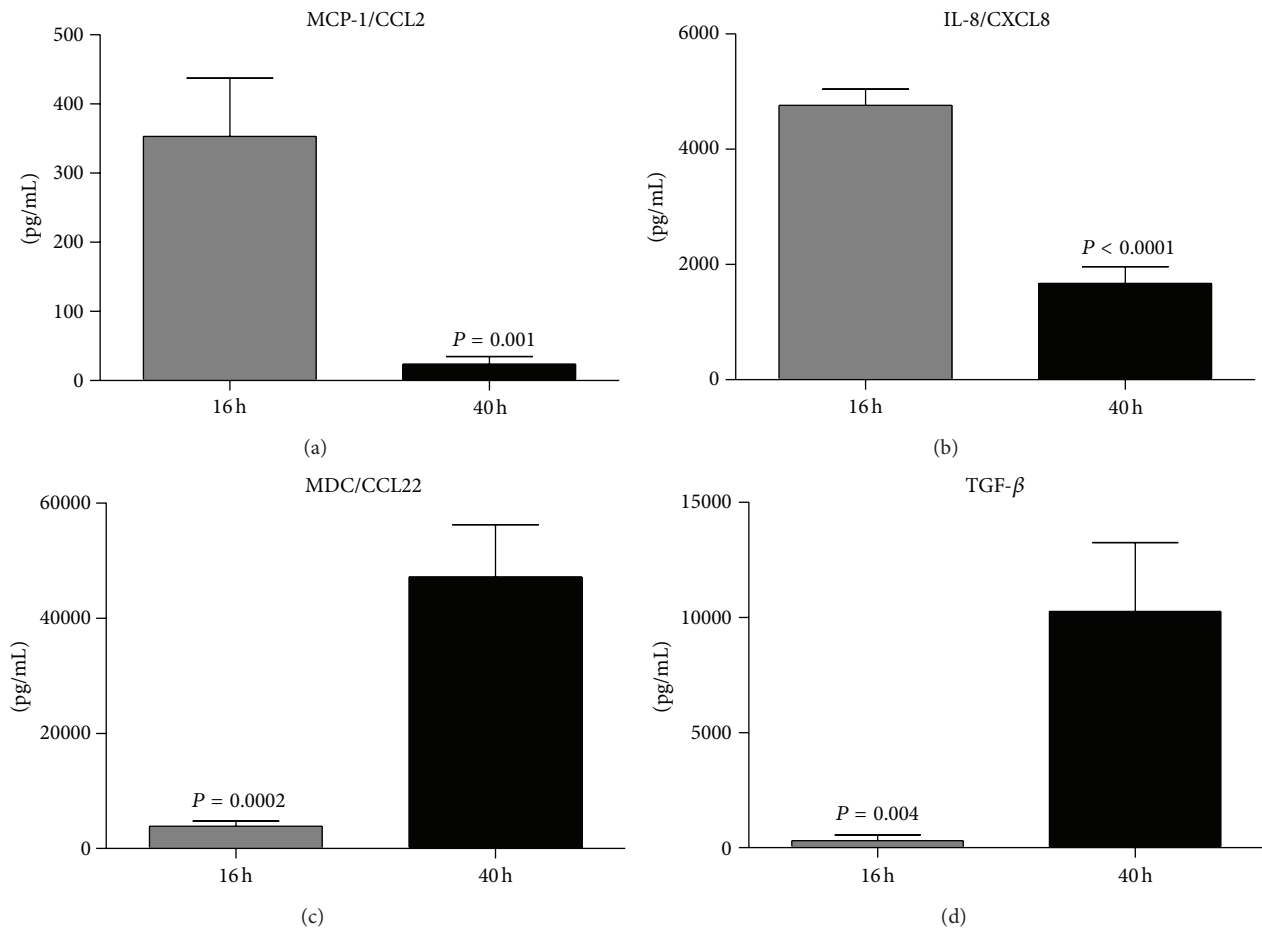 MCP-1/CCL2
500
400
300
200
100
0
(pg/mL)
P = 0.001
16 h
40 h
(a)
IL-8/CXCL8
6000
4000
2000
0
(pg/mL)
P < 0.0001
16 h
40 h
(b)
MDC/CCL22
60000
40000
20000
0
(pg/mL)
P = 0.0002
16 h
40 h
(c)
TGF-β
15000
10000
5000
0
(pg/mL)
P = 0.004
16 h
40 h
(d)